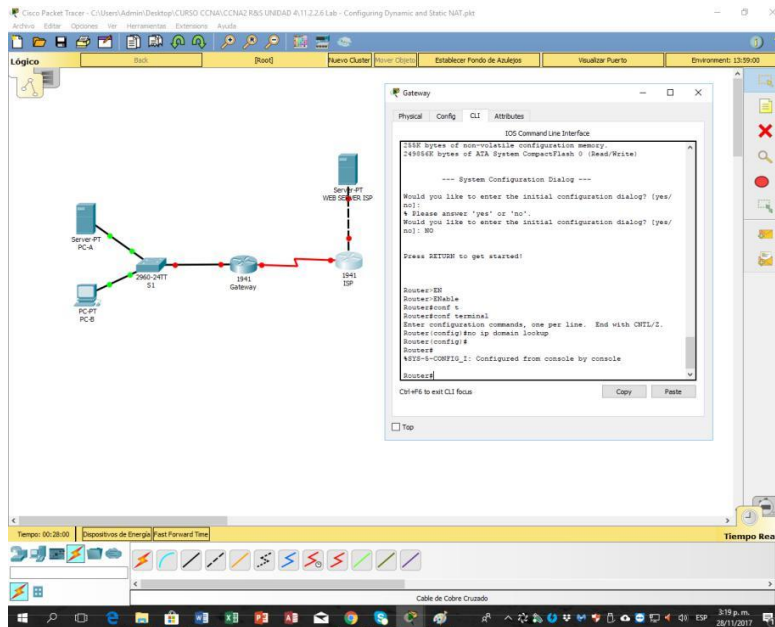 Cisco Packet Tracer - C:\Users\Admin\Desktop\CURSO CCNA\CCNA2 R&S UNIDAD 4\11.2.2.6 Lab - Configuring Dynamic and Static NAT.pkt
Archivo Editar Opciones Ver Herramientas Extensions Ayuda
Lógico
Back
[Root]
Nuevo Cluster
Mover Objeto
Establecer Fondo de Azulejos
Visualizar Puerto
Environment: 13:59:00
Gateway
Physical Config CLI Attributes
IOS Command Line Interface
255K bytes of non-volatile configuration memory.
249856K bytes of ATA System CompactFlash 0 (Read/Write)
--- System Configuration Dialog ---
Would you like to enter the initial configuration dialog? [yes/
no]:
% Please answer 'yes' or 'no'.
Would you like to enter the initial configuration dialog? [yes/
no]: NO
Press RETURN to get started!
Router>EN
Router>ENable
Router#conf t
Router#conf terminal
Enter configuration commands, one per line. End with CNTL/Z.
Router(config)#no ip domain lookup
Router(config)#
Router#
%SYS-5-CONFIG_I: Configured from console by console
Router#
Ctrl+F6 to exit CLI focus
Copy
Paste
Top
Server-PT
WEB SERVER ISP
Server-PT
PC-A
2960-24TT
S1
1941
Gateway
1941
ISP
PC-PT
PC-B
Tiempo: 00:28:00
Dispositivos de Energía
Fast Forward Time
Tiempo Rea
Cable de Cobre Cruzado
ESP
3:19 p. m.
28/11/2017